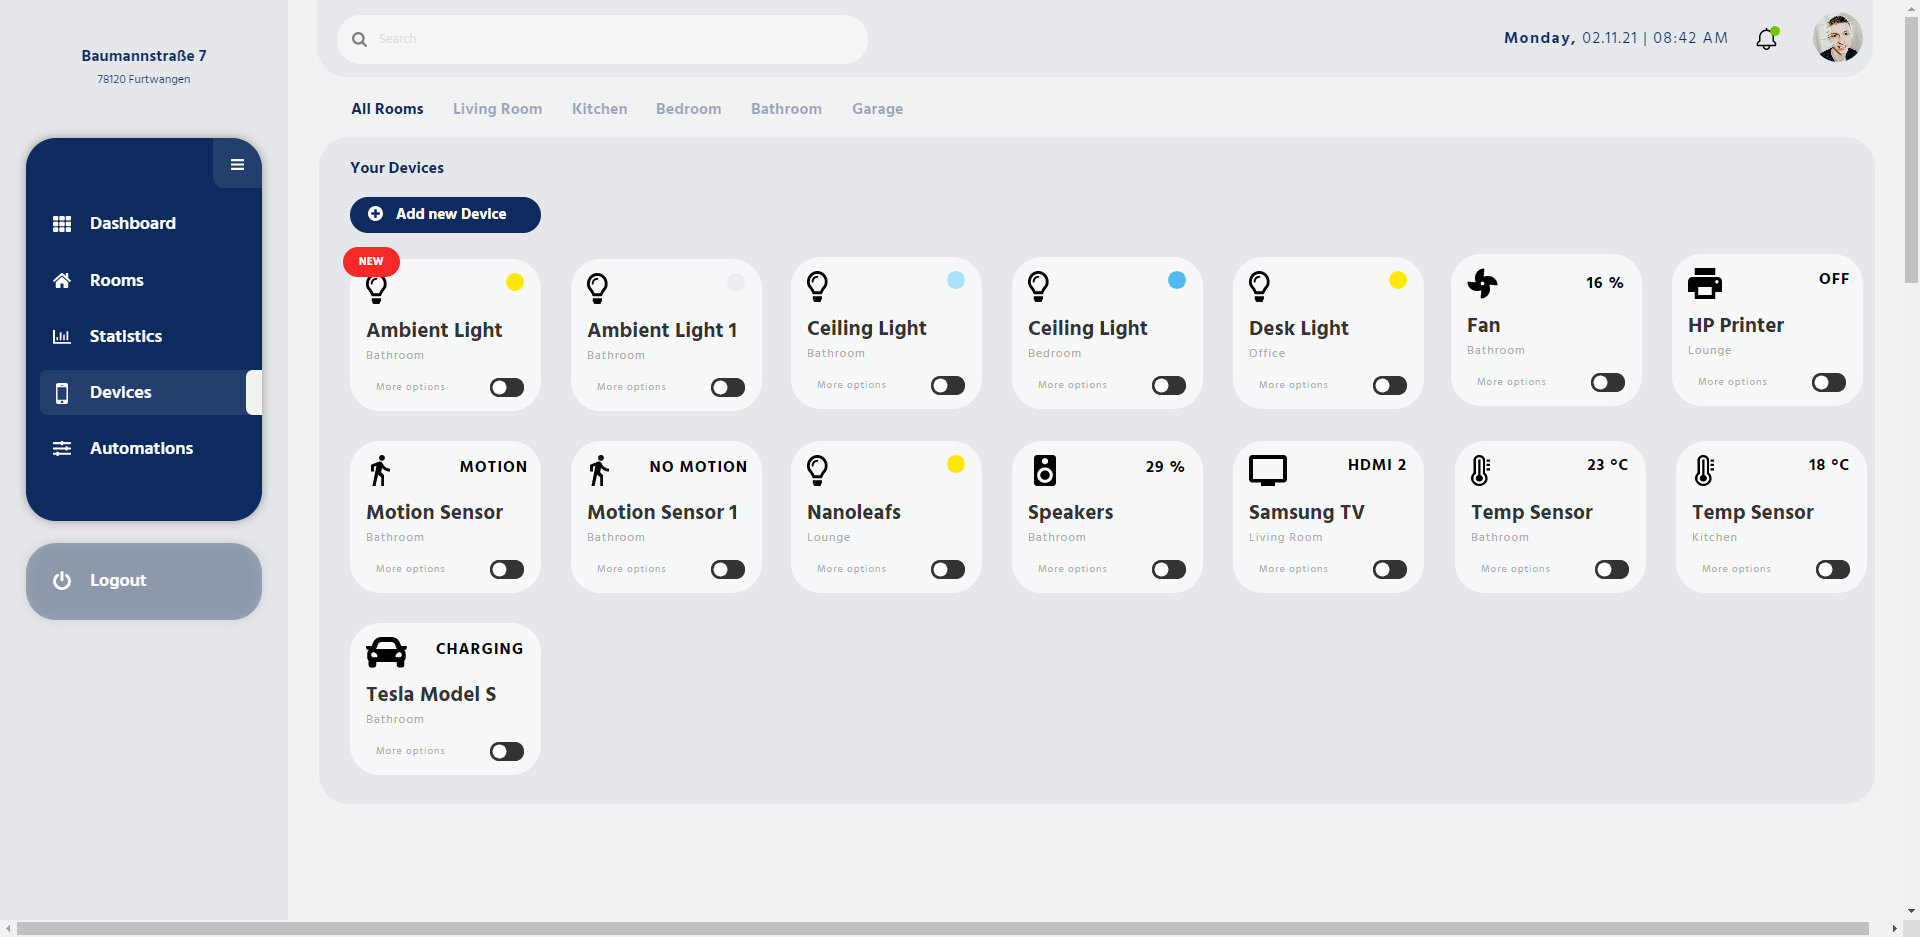 Baumannstraße 7
78120 Furtwangen
Dashboard
Rooms
Statistics
Devices
Automations
Logout
Search
Monday, 02.11.21 | 08:42 AM
All Rooms Living Room Kitchen Bedroom Bathroom Garage
Your Devices
Add new Device
NEW
Ambient Light
Bathroom
More options
Ambient Light 1
Bathroom
More options
Ceiling Light
Bathroom
More options
Ceiling Light
Bedroom
More options
Desk Light
Office
More options
16 %
Fan
Bathroom
More options
OFF
HP Printer
Lounge
More options
MOTION
Motion Sensor
Bathroom
More options
NO MOTION
Motion Sensor 1
Bathroom
More options
Nanoleafs
Lounge
More options
29 %
Speakers
Bathroom
More options
HDMI 2
Samsung TV
Living Room
More options
23 °C
Temp Sensor
Bathroom
More options
18 °C
Temp Sensor
Kitchen
More options
CHARGING
Tesla Model S
Bathroom
More options